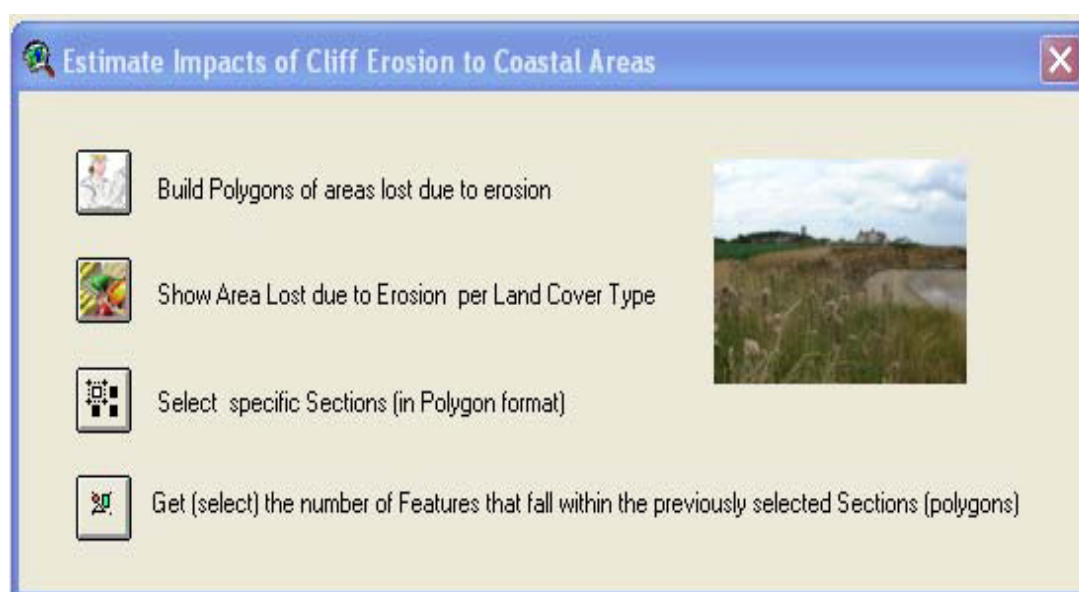 Estimate Impacts of Cliff Erosion to Coastal Areas
Build Polygons of areas lost due to erosion
Show Area Lost due to Erosion per Land Cover Type
Select specific Sections (in Polygon format)
Get (select) the number of Features that fall within the previously selected Sections (polygons)